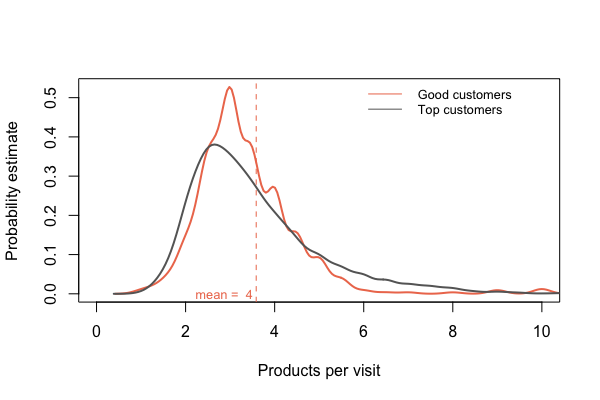 Good customers
Top customers
Probability estimate
0.0 0.1 0.2 0.3 0.4 0.5
mean = 4
0 2 4 6 8 10
Products per visit